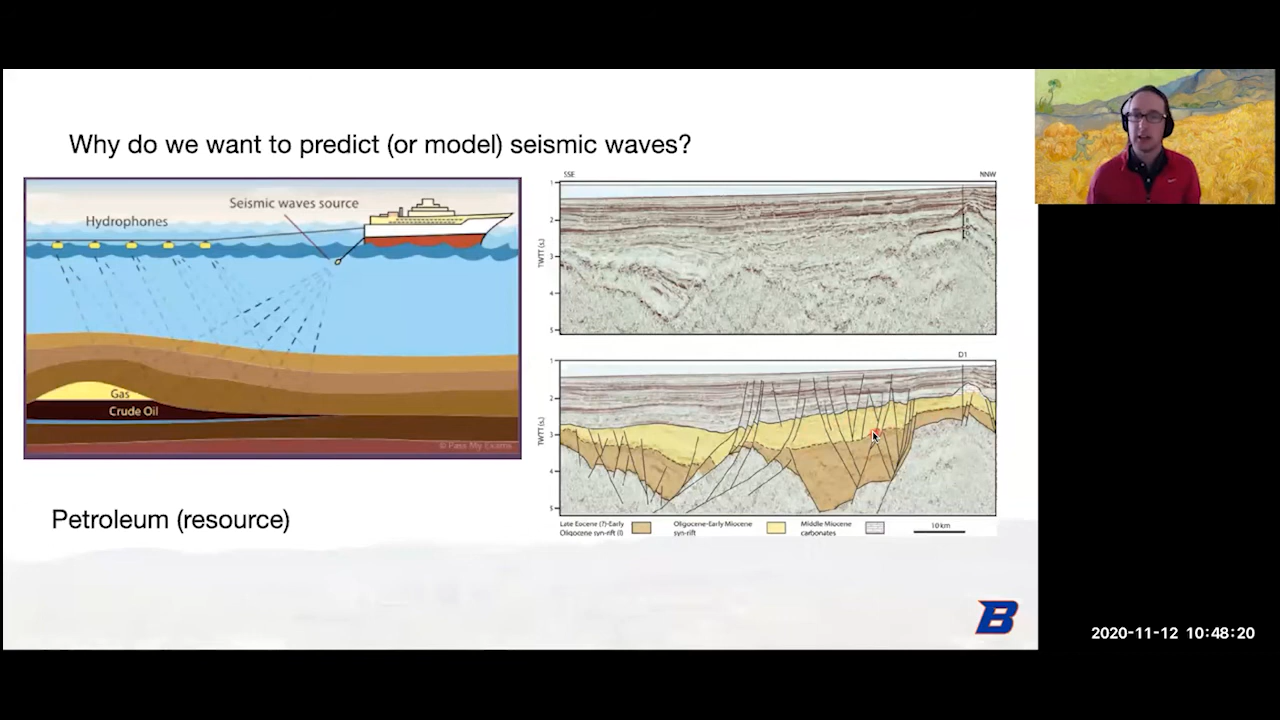 Why do we want to predict (or model) seismic waves?
Seismic waves source
Hydrophones
Gas
Crude Oil
© Pass My Exams
Petroleum (resource)
SSE
NNW
1
2
3
4
5
TWTT (s.)
D1
1
2
3
4
5
TWTT (s.)
Late Eocene (?)-Early
Oligocene syn-rift (I)
Oligocene-Early Miocene
syn-rift
Middle Miocene
carbonates
10 km
B
2020-11-12 10:48:20